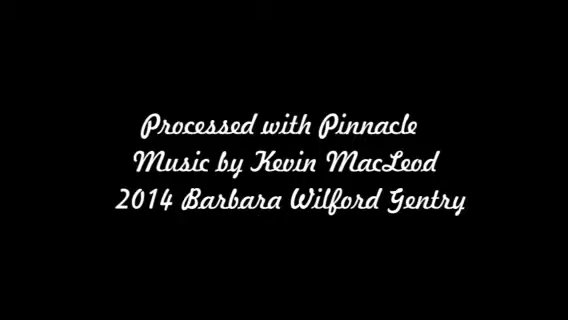 Processed with Pinnacle
Music by Kevin MacLeod
2014 Barbara Wilford Gentry